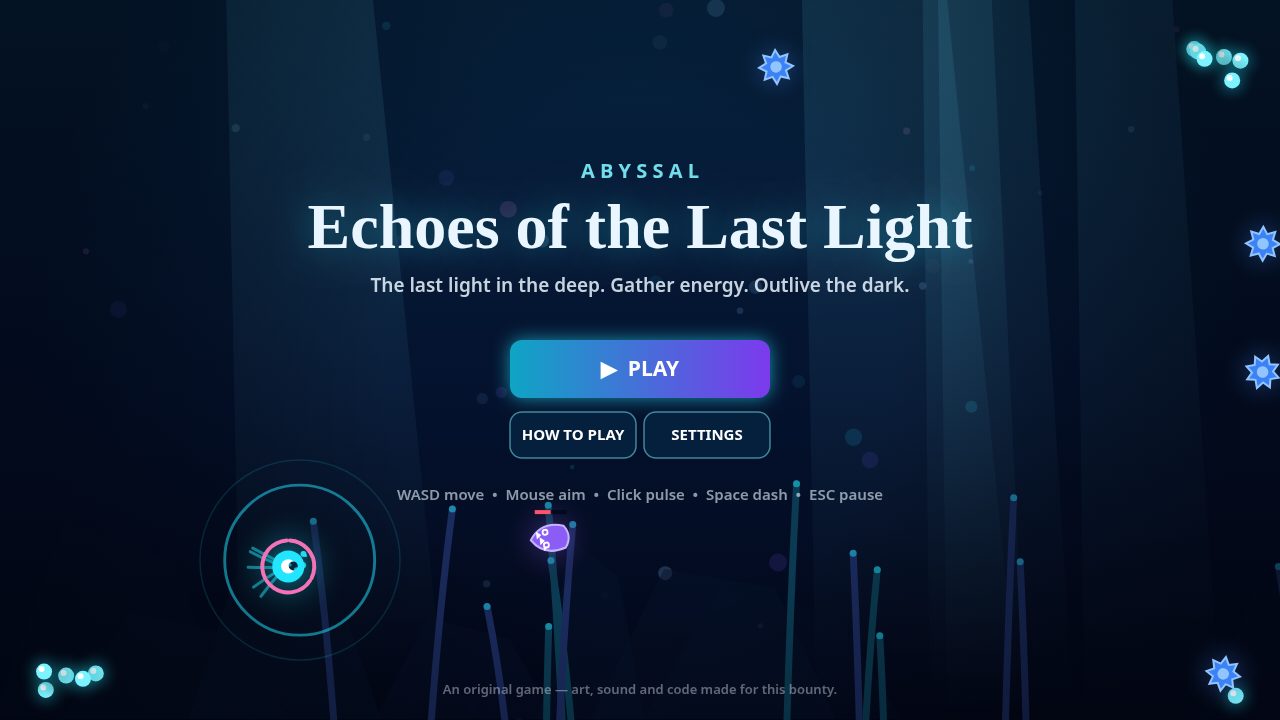 ABYSSAL
Echoes of the Last Light
The last light in the deep. Gather energy. Outlive the dark.
▶ PLAY
HOW TO PLAY
SETTINGS
WASD move • Mouse aim • Click pulse • Space dash • ESC pause
An original game — art, sound and code made for this bounty.